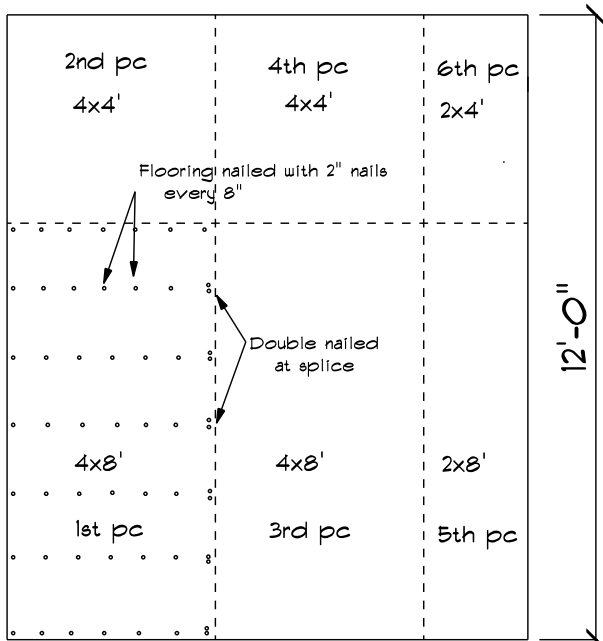 2nd pc
4x4'
4th pc
4x4'
6th pc
2x4'
Flooring nailed with 2" nails
every 8"
Double nailed
at splice
12'-0"
4x8'
1st pc
4x8'
3rd pc
2x8'
5th pc